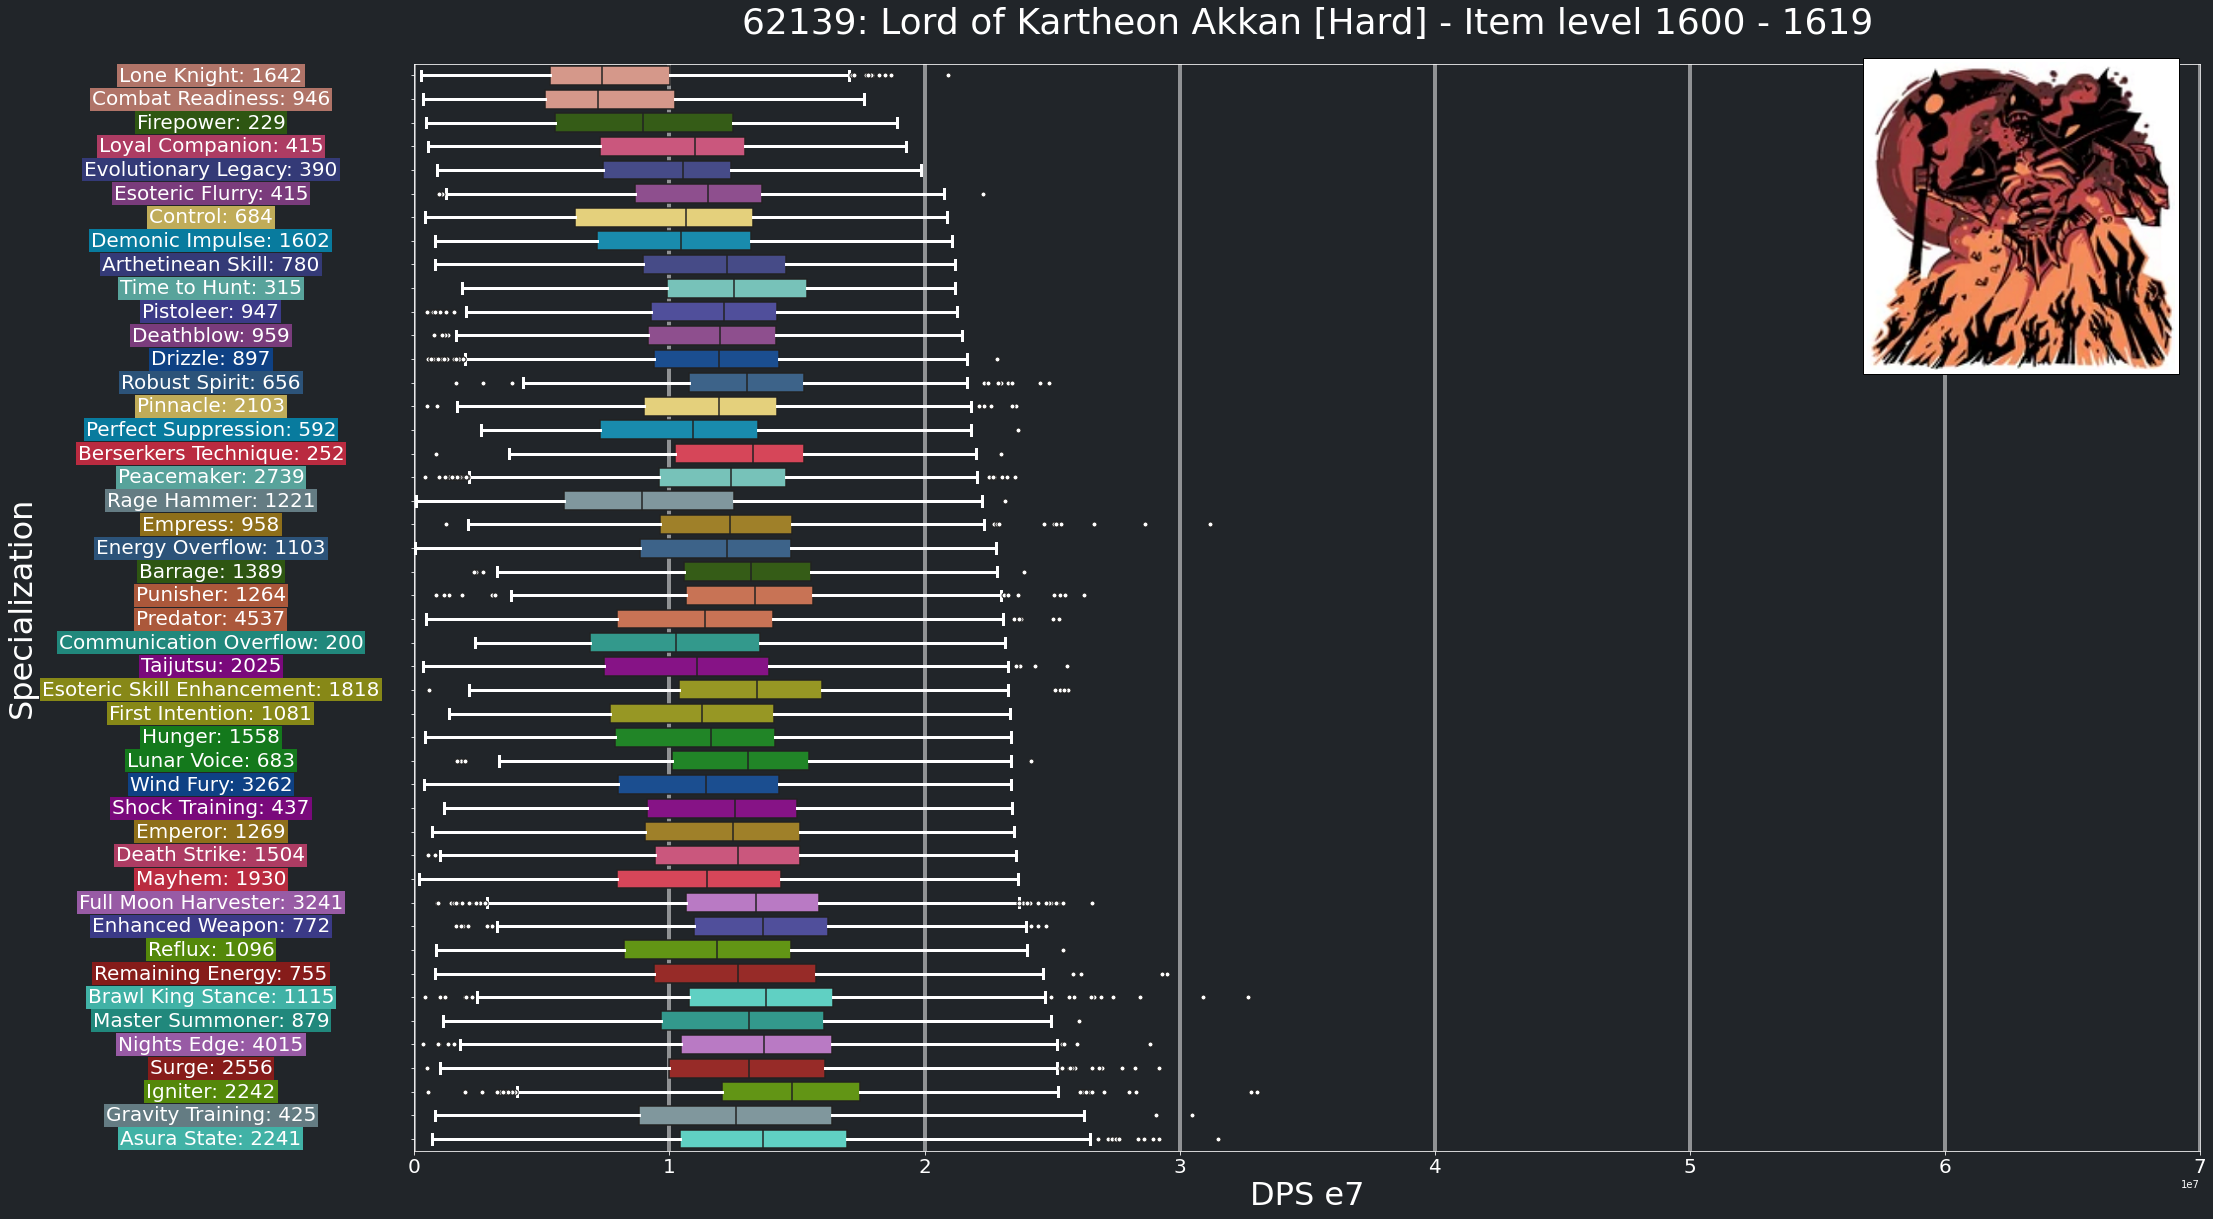 62139: Lord of Kartheon Akkan [Hard] - Item level 1600 - 1619
Specialization
Lone Knight: 1642
Combat Readiness: 946
Firepower: 229
Loyal Companion: 415
Evolutionary Legacy: 390
Esoteric Flurry: 415
Control: 684
Demonic Impulse: 1602
Arthetinean Skill: 780
Time to Hunt: 315
Pistoleer: 947
Deathblow: 959
Drizzle: 897
Robust Spirit: 656
Pinnacle: 2103
Perfect Suppression: 592
Berserkers Technique: 252
Peacemaker: 2739
Rage Hammer: 1221
Empress: 958
Energy Overflow: 1103
Barrage: 1389
Punisher: 1264
Predator: 4537
Communication Overflow: 200
Taijutsu: 2025
Esoteric Skill Enhancement: 1818
First Intention: 1081
Hunger: 1558
Lunar Voice: 683
Wind Fury: 3262
Shock Training: 437
Emperor: 1269
Death Strike: 1504
Mayhem: 1930
Full Moon Harvester: 3241
Enhanced Weapon: 772
Reflux: 1096
Remaining Energy: 755
Brawl King Stance: 1115
Master Summoner: 879
Nights Edge: 4015
Surge: 2556
Igniter: 2242
Gravity Training: 425
Asura State: 2241
0 1 2 3 4 5 6 7
1e7
DPS e7